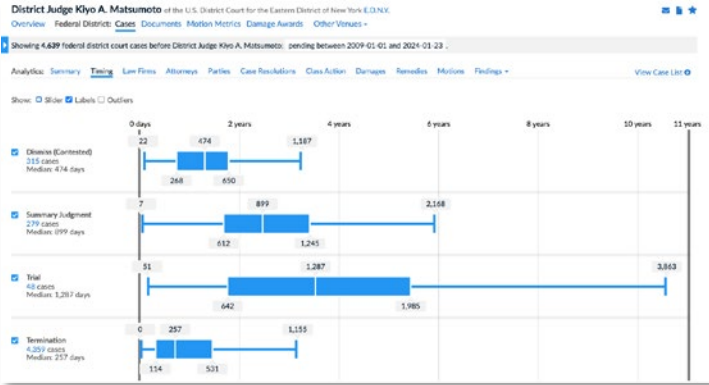 District Judge Kiyo A. Matsumoto of the U.S. District Court for the Eastern District of New York E.D.N.Y.
Overview Federal District: Cases Documents Motion Metrics Damage Awards Other Venues
Showing 4,639 federal district court cases before District Judge Kiyo A. Matsumoto; pending between 2009-01-01 and 2024-01-23 .
Analytics: Summary Timing Law Firms Attorneys Parties Case Resolutions Class Action Damages Remedies Motions Findings View Case List
Show: Slider Labels Outliers
0 days 2 years 4 years 6 years 8 years 10 years 11 years
22 474 1,187
Dismiss (Contested)
315 cases
Median: 474 days
268 650
7 899 2,168
Summary Judgment
279 cases
Median: 899 days
612 1,245
51 1,287 3,863
Trial
48 cases
Median: 1,287 days
642 1,985
0 257 1,155
Termination
4,359 cases
Median: 257 days
114 531